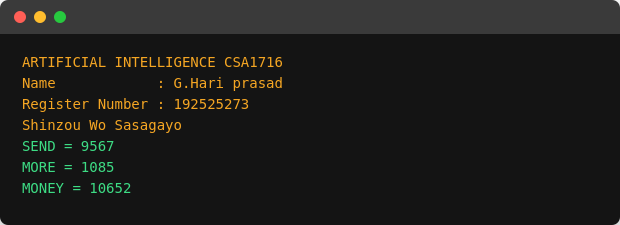 ARTIFICIAL INTELLIGENCE CSA1716
Name            : G.Hari prasad
Register Number : 192525273
Shinzou Wo Sasagayo
SEND = 9567
MORE = 1085
MONEY = 10652